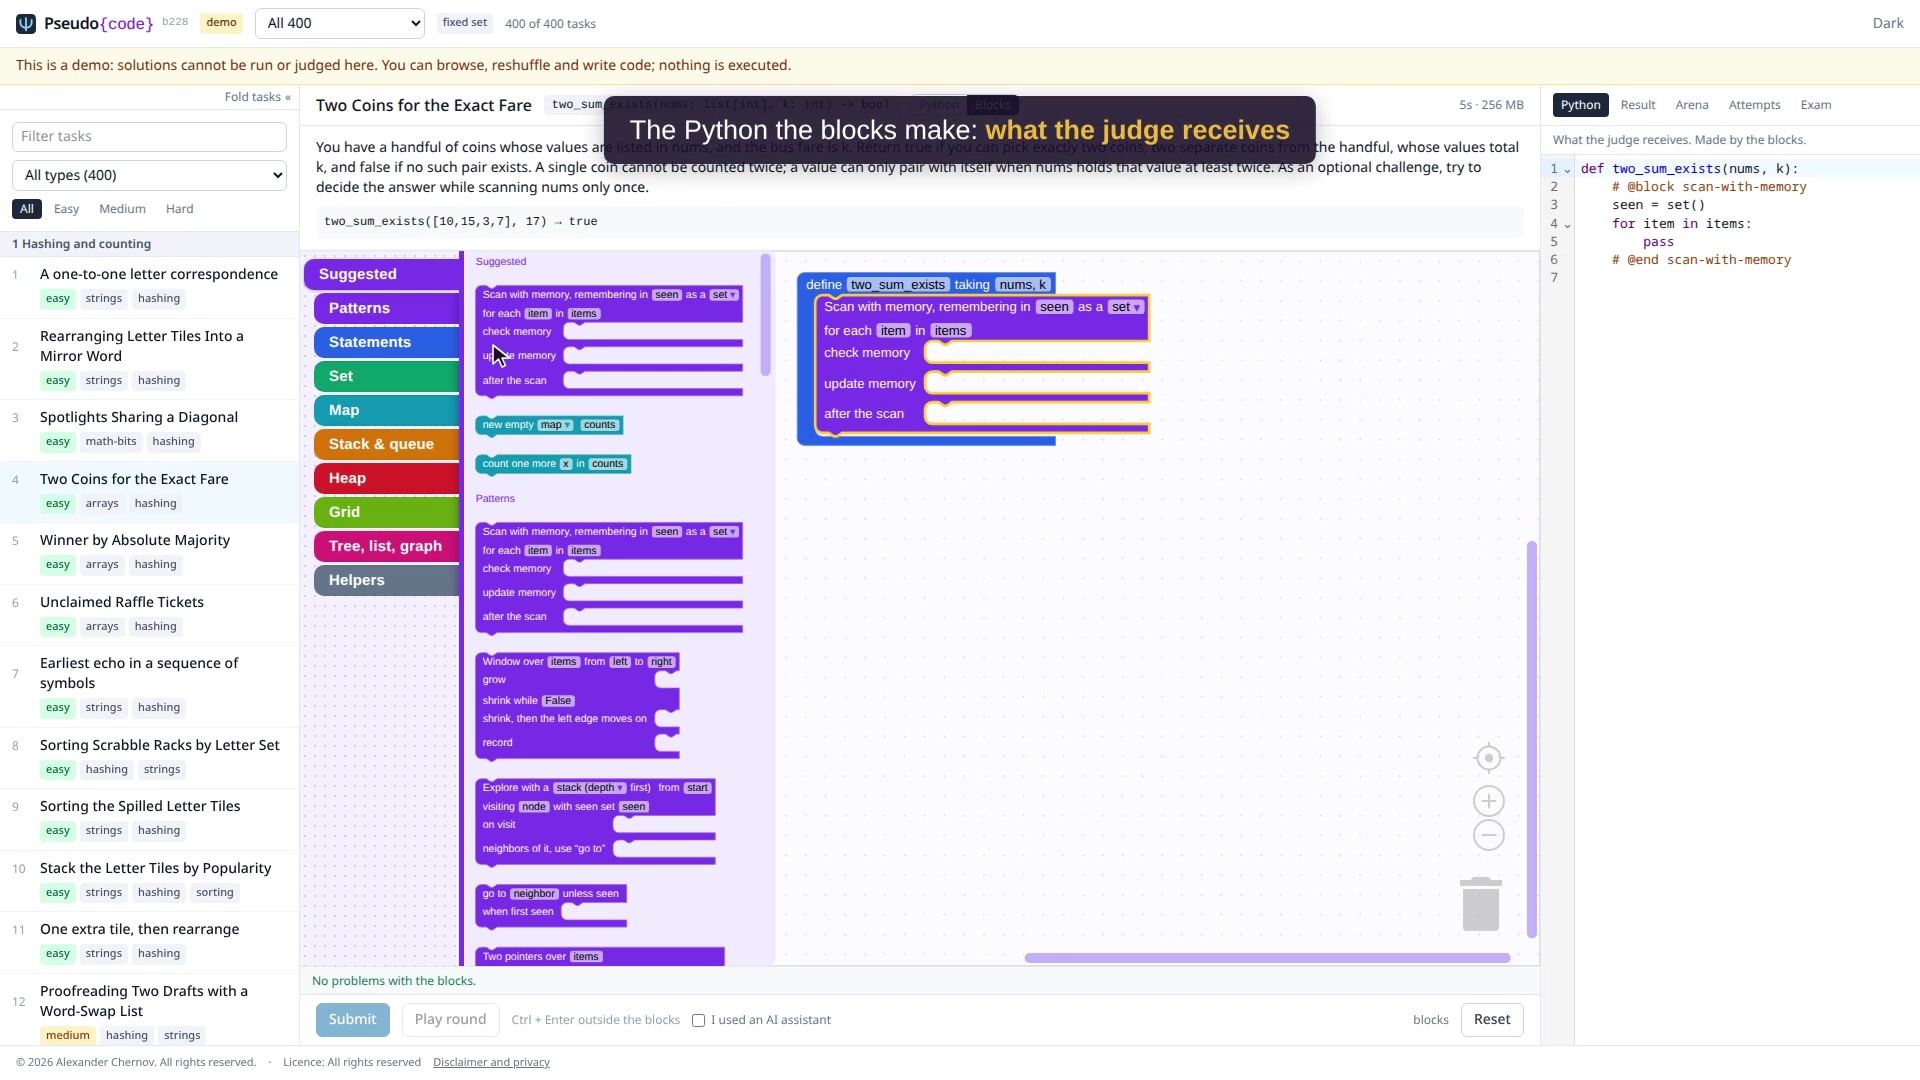 Pseudo{code} b228 demo All 400 fixed set 400 of 400 tasks Dark
This is a demo: solutions cannot be run or judged here. You can browse, reshuffle and write code; nothing is executed.
Fold tasks «
Filter tasks
All types (400)
All Easy Medium Hard
1 Hashing and counting
1 A one-to-one letter correspondence
easy strings hashing
2 Rearranging Letter Tiles Into a
Mirror Word
easy strings hashing
3 Spotlights Sharing a Diagonal
easy math-bits hashing
4 Two Coins for the Exact Fare
easy arrays hashing
5 Winner by Absolute Majority
easy arrays hashing
6 Unclaimed Raffle Tickets
easy arrays hashing
7 Earliest echo in a sequence of
symbols
easy strings hashing
8 Sorting Scrabble Racks by Letter Set
easy hashing strings
9 Sorting the Spilled Letter Tiles
easy strings hashing
10 Stack the Letter Tiles by Popularity
easy strings hashing sorting
11 One extra tile, then rearrange
easy strings hashing
12 Proofreading Two Drafts with a
Word-Swap List
medium hashing strings
Two Coins for the Exact Fare two_sum_exists(nums: list[int], k: int) -> bool Python Blocks 5s · 256 MB
The Python the blocks make: what the judge receives
You have a handful of coins whose values are listed in nums, and the bus fare is k. Return true if you can pick exactly two coins, two separate coins from the handful, whose values total
k, and false if no such pair exists. A single coin cannot be counted twice; a value can only pair with itself when nums holds that value at least twice. As an optional challenge, try to
decide the answer while scanning nums only once.
two_sum_exists([10,15,3,7], 17) → true
Suggested
Patterns
Statements
Set
Map
Stack & queue
Heap
Grid
Tree, list, graph
Helpers
Suggested
Scan with memory, remembering in seen as a set
for each item in items
check memory
update memory
after the scan
new empty map counts
count one more x in counts
Patterns
Scan with memory, remembering in seen as a set
for each item in items
check memory
update memory
after the scan
Window over items from left to right
grow
shrink while False
shrink, then the left edge moves on
record
Explore with a stack (depth first) from start
visiting node with seen set seen
on visit
neighbors of it, use “go to”
go to neighbor unless seen
when first seen
Two pointers over items
define two_sum_exists taking nums, k
Scan with memory, remembering in seen as a set
for each item in items
check memory
update memory
after the scan
No problems with the blocks.
Submit Play round Ctrl + Enter outside the blocks I used an AI assistant blocks Reset
Python Result Arena Attempts Exam
What the judge receives. Made by the blocks.
1 def two_sum_exists(nums, k):
2 # @block scan-with-memory
3 seen = set()
4 for item in items:
5 pass
6 # @end scan-with-memory
7
© 2026 Alexander Chernov. All rights reserved. · Licence: All rights reserved Disclaimer and privacy